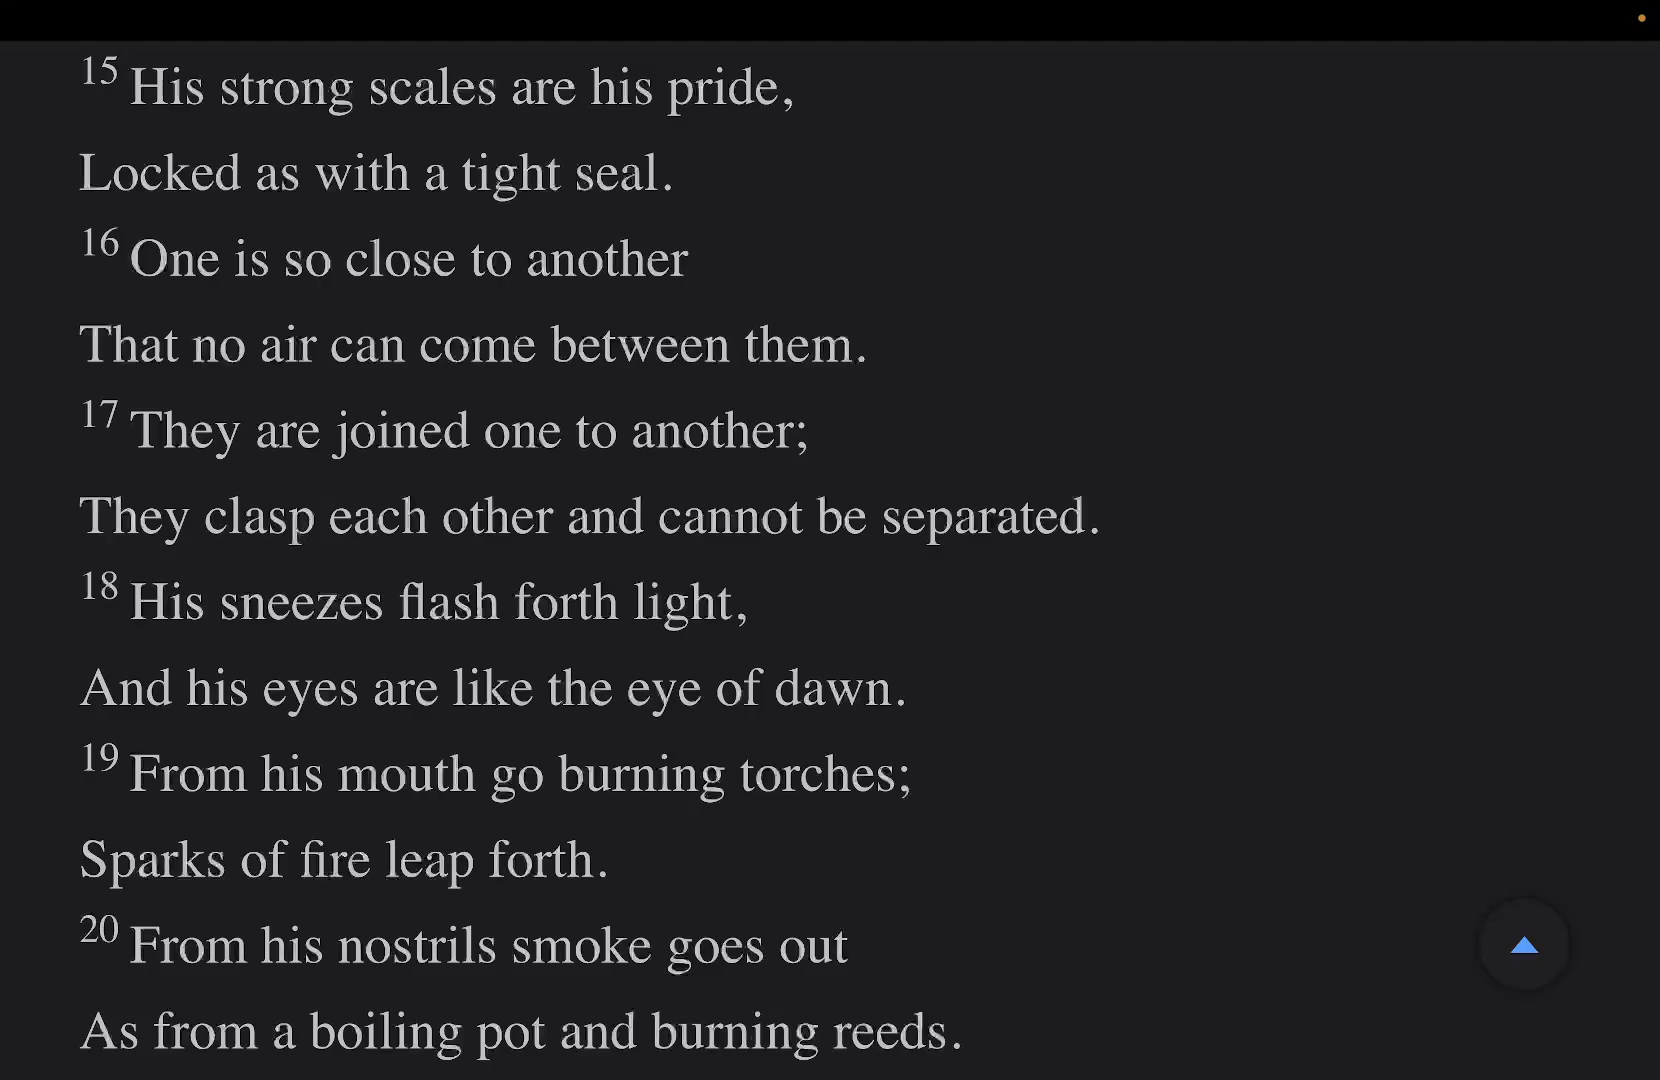 15 His strong scales are his pride,
Locked as with a tight seal.
16 One is so close to another
That no air can come between them.
17 They are joined one to another;
They clasp each other and cannot be separated.
18 His sneezes flash forth light,
And his eyes are like the eye of dawn.
19 From his mouth go burning torches;
Sparks of fire leap forth.
20 From his nostrils smoke goes out
As from a boiling pot and burning reeds.